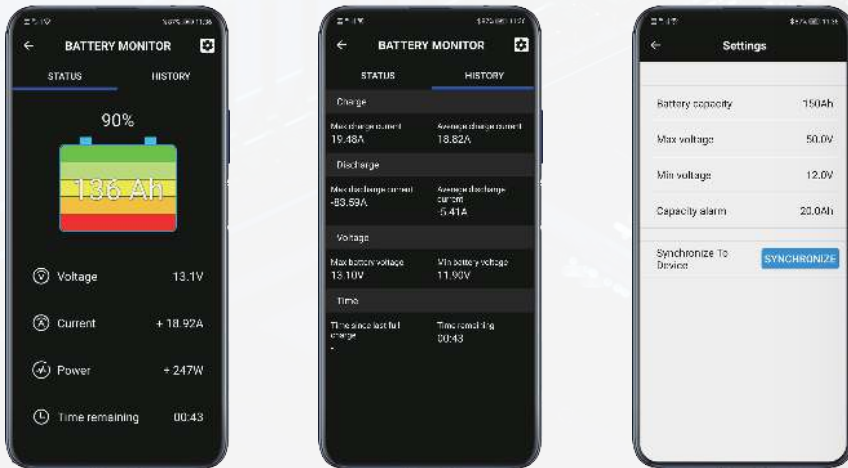 BATTERY MONITOR
STATUS HISTORY
90%
136 Ah
Voltage 13.1V
Current + 18.92A
Power + 247W
Time remaining 00:43
BATTERY MONITOR
STATUS HISTORY
Charge
Max charge current Average charge current
19.48A 18.82A
Discharge
Max discharge current Average discharge
current
-83.59A
-5.41A
Voltage
Max battery voltage Min battery voltage
13.10V 11.90V
Time
Time since last full Time remaining
charge 00:43
-
Settings
Battery capacity 150Ah
Max voltage 50.0V
Min voltage 12.0V
Capacity alarm 20.0Ah
Synchronize To
Device
SYNCHRONIZE